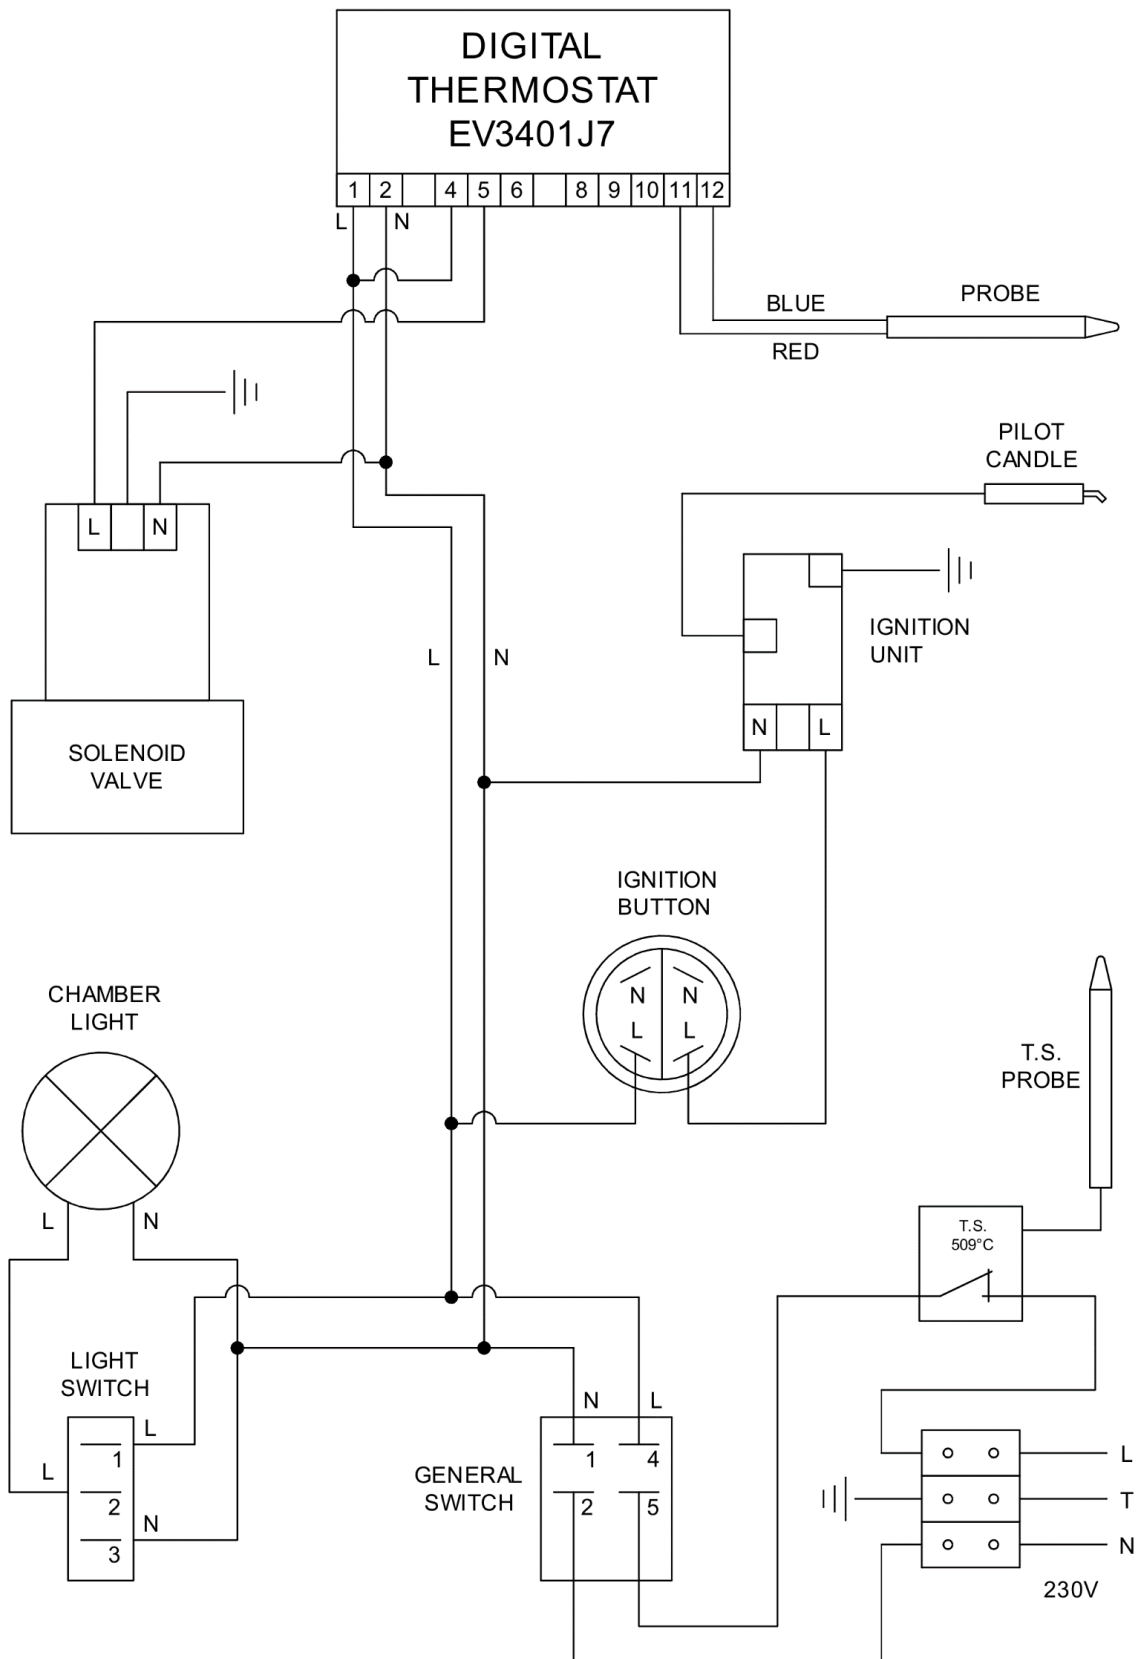 DIGITAL
THERMOSTAT
EV3401J7
1 2 4 5 6 8 9 10 11 12
L N
BLUE
PROBE
RED
PILOT
CANDLE
L N
IGNITION
UNIT
L N
N L
SOLENOID
VALVE
IGNITION
BUTTON
N N
L L
CHAMBER
LIGHT
T.S.
PROBE
L N
T.S.
509°C
LIGHT
SWITCH
N L
L
1
L
2
N
3
GENERAL
SWITCH
1 4
2 5
L
T
N
230V